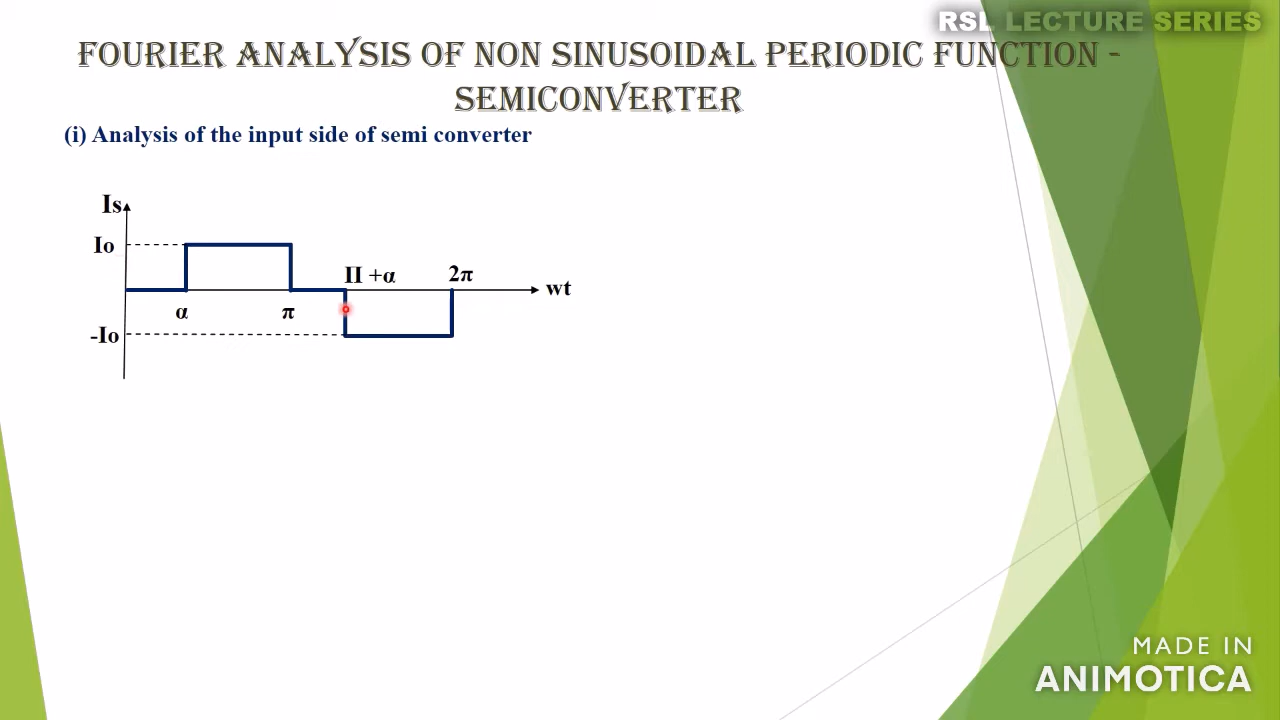 RSL LECTURE SERIES
FOURIER ANALYSIS OF NON SINUSOIDAL PERIODIC FUNCTION -
SEMICONVERTER
(i) Analysis of the input side of semi converter
Is
Io
Π +α
2π
wt
α
π
-Io
MADE IN
ANIMOTICA